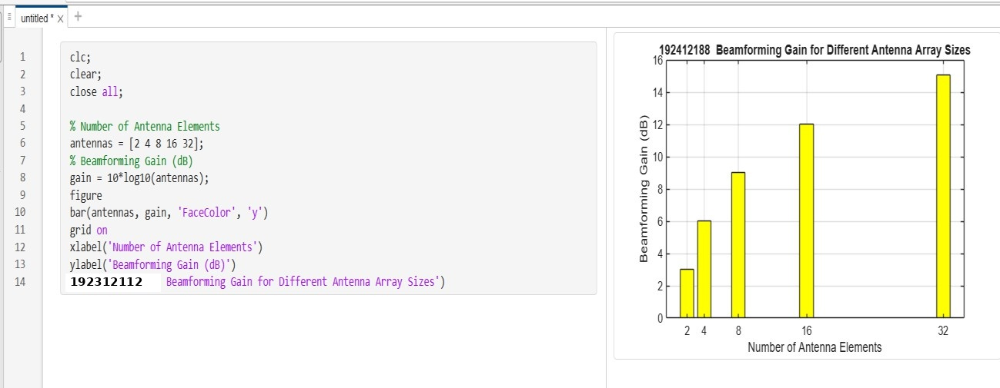 untitled * X +
1 clc;
2 clear;
3 close all;
4
5 % Number of Antenna Elements
6 antennas = [2 4 8 16 32];
7 % Beamforming Gain (dB)
8 gain = 10*log10(antennas);
9 figure
10 bar(antennas, gain, 'FaceColor', 'y')
11 grid on
12 xlabel('Number of Antenna Elements')
13 ylabel('Beamforming Gain (dB)')
14 192312112 Beamforming Gain for Different Antenna Array Sizes')
192412188 Beamforming Gain for Different Antenna Array Sizes
16
14
12
10
8
6
4
2
0
Beamforming Gain (dB)
2 4 8 16 32
Number of Antenna Elements